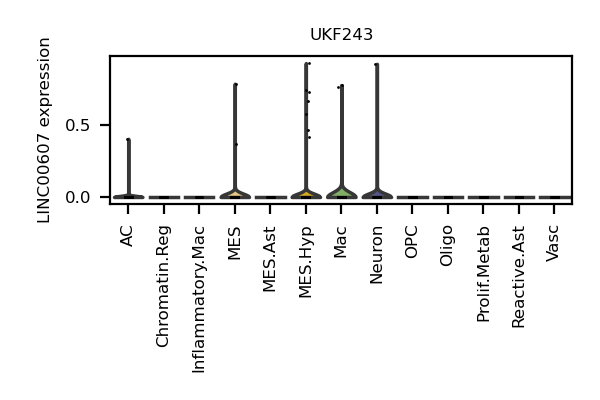 UKF243
LINC00607 expression
0.5
0.0
AC
Chromatin.Reg
Inflammatory.Mac
MES
MES.Ast
MES.Hyp
Mac
Neuron
OPC
Oligo
Prolif.Metab
Reactive.Ast
Vasc